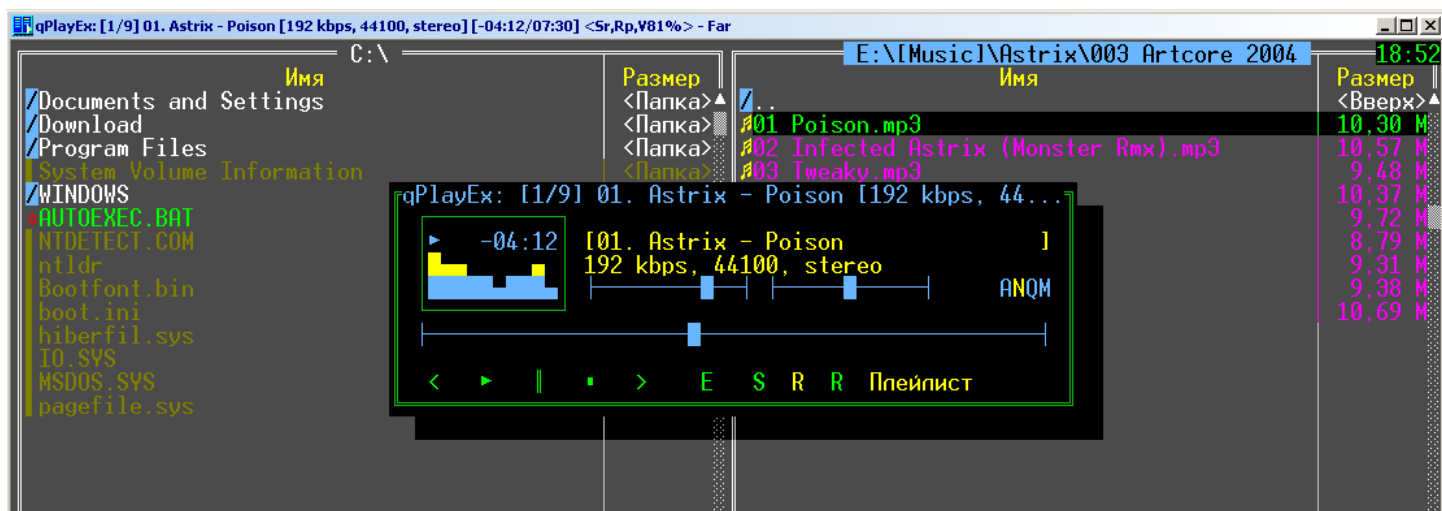 qPlayEx: [1/9] 01. Astrix - Poison [192 kbps, 44100, stereo] [-04:12/07:30] <Sr,Rp,V81%> - Far
C:\
Имя
Размер
/Documents and Settings <Папка>
/Download <Папка>
/Program Files <Папка>
System Volume Information <Папка>
/WINDOWS
AUTOEXEC.BAT
NTDETECT.COM
ntldr
Bootfont.bin
boot.ini
hiberfil.sys
IO.SYS
MSDOS.SYS
pagefile.sys
E:\[Music]\Astrix\003 Artcore 2004
18:52
Имя
Размер
/.. <Вверх>
01 Poison.mp3 10,30 M
02 Infected Astrix (Monster Rmx).mp3 10,57 M
03 Tweaky.mp3 9,48 M
10,37 M
9,72 M
8,79 M
9,31 M
9,38 M
10,69 M
qPlayEx: [1/9] 01. Astrix - Poison [192 kbps, 44...
-04:12
[01. Astrix - Poison ]
192 kbps, 44100, stereo
ANQM
< ► ║ ▪ > E S R R Плейлист